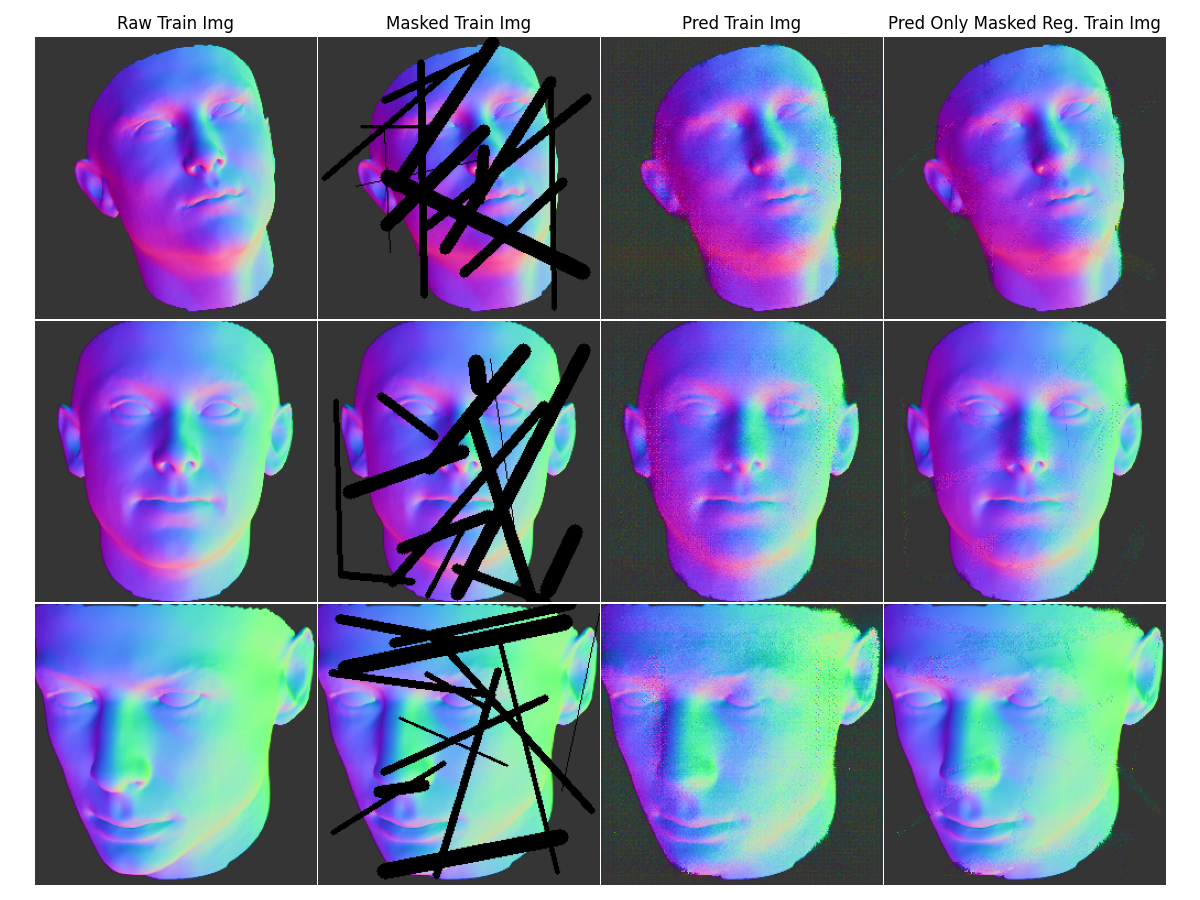 Raw Train Img
Masked Train Img
Pred Train Img
Pred Only Masked Reg. Train Img